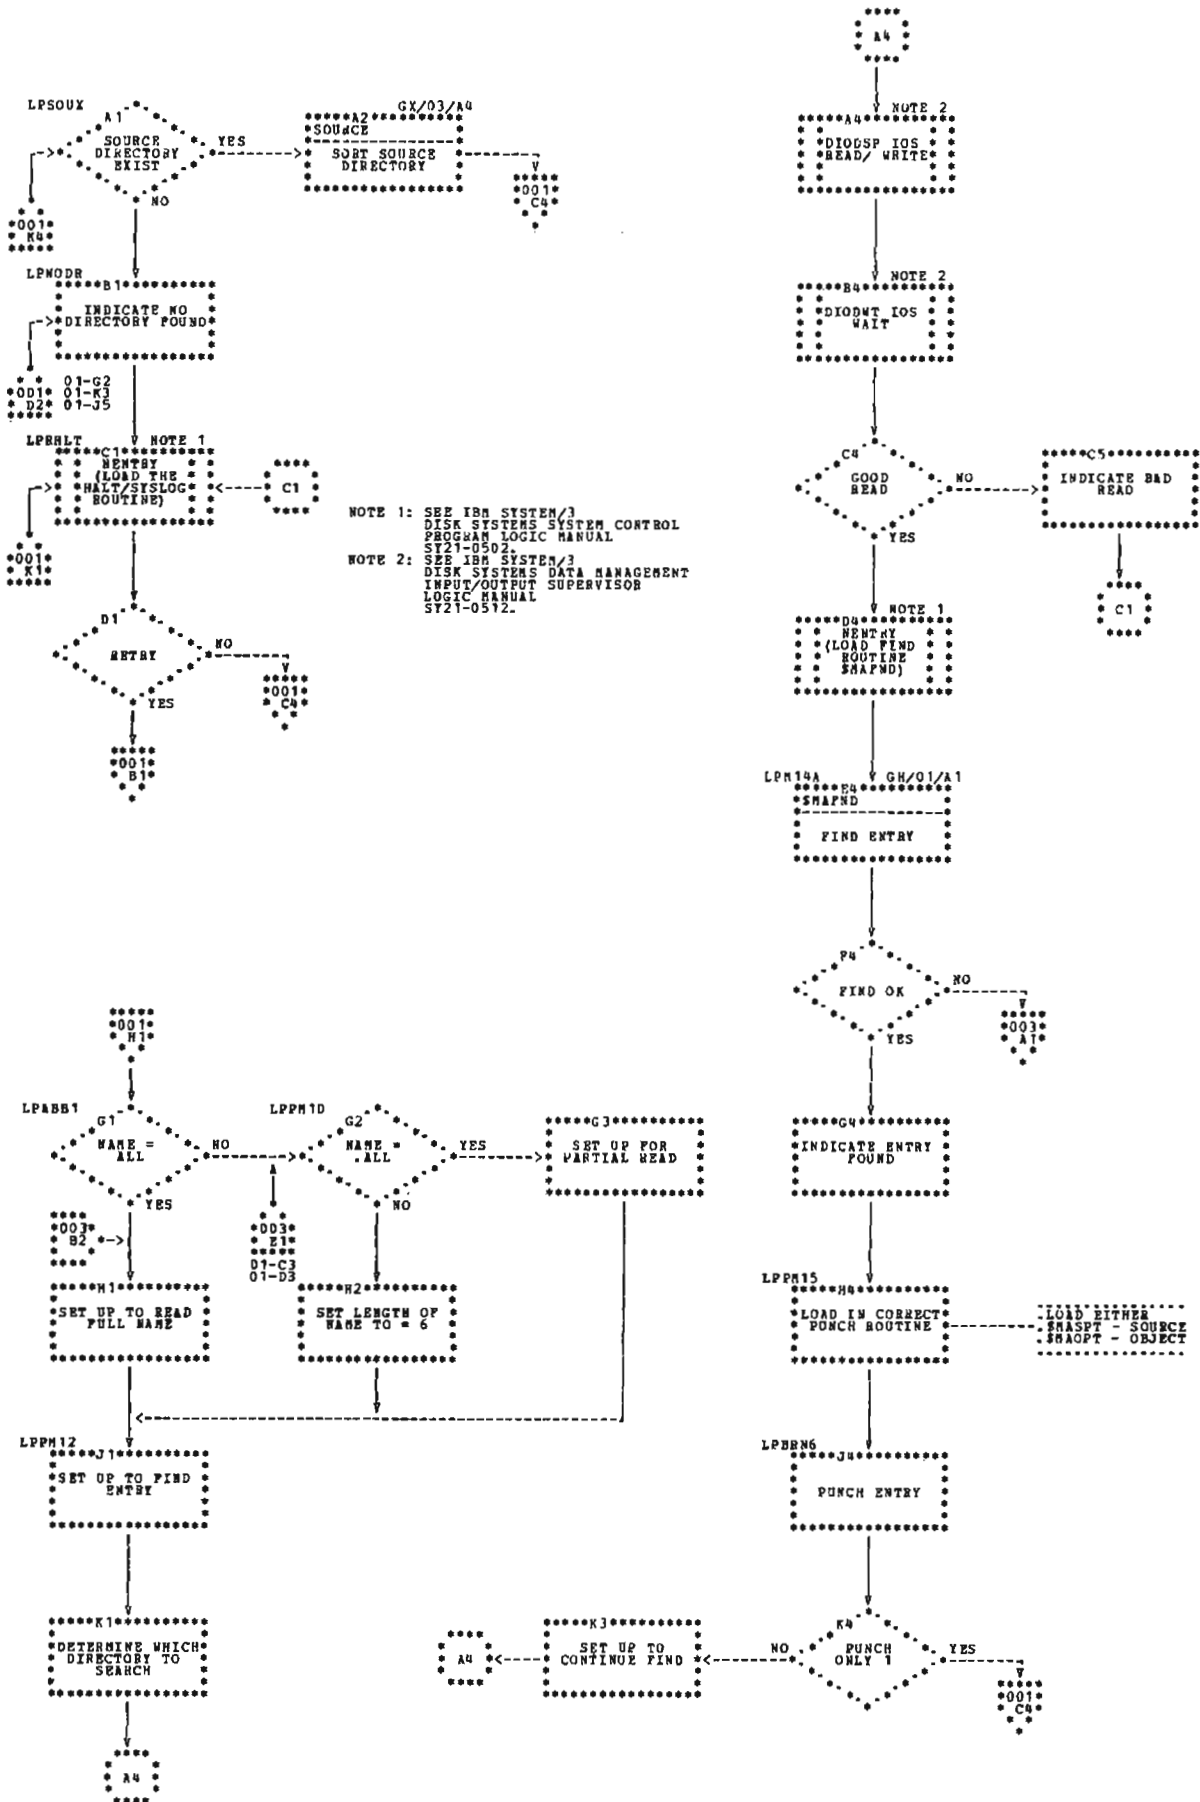 LPSOUX
A1
SOURCE
DIRECTORY
EXIST
YES
NO
001
K4
GX/03/A4
A2
SOURCE
SORT SOURCE
DIRECTORY
001
C4
LPNODR
B1
INDICATE NO
DIRECTORY FOUND
001
D2
01-G2
01-K3
01-J5
LPRHLT
NOTE 1
C1
NENTRY
(LOAD THE
HALT/SYSLOG
ROUTINE)
C1
001
K1
NOTE 1: SEE IBM SYSTEM/3
DISK SYSTEMS SYSTEM CONTROL
PROGRAM LOGIC MANUAL
SY21-0502.
NOTE 2: SEE IBM SYSTEM/3
DISK SYSTEMS DATA MANAGEMENT
INPUT/OUTPUT SUPERVISOR
LOGIC MANUAL
SY21-0512.
D1
RETRY
NO
YES
001
C4
001
B1
001
H1
LPABB1
G1
NAME =
ALL
NO
YES
LPPM1D
G2
NAME =
.ALL
YES
NO
G3
SET UP FOR
PARTIAL READ
003
B2
003
E1
01-C3
01-D3
H1
SET UP TO READ
FULL NAME
H2
SET LENGTH OF
NAME TO = 6
LPPM12
J1
SET UP TO FIND
ENTRY
K1
DETERMINE WHICH
DIRECTORY TO
SEARCH
A4
A4
NOTE 2
A4
DIODSP IOS
READ/ WRITE
NOTE 2
B4
DIODWT IOS
WAIT
C4
GOOD
READ
NO
YES
C5
INDICATE BAD
READ
C1
NOTE 1
D4
NENTRY
(LOAD FIND
ROUTINE
$MAFND)
LPM14A
GH/01/A1
E4
$MAFND
FIND ENTRY
F4
FIND OK
NO
YES
003
A1
G4
INDICATE ENTRY
FOUND
LPPM15
H4
LOAD IN CORRECT
PUNCH ROUTINE
LOAD EITHER
$MASPT - SOURCE
$MAOPT - OBJECT
LPBRN6
J4
PUNCH ENTRY
K4
PUNCH
ONLY 1
NO
YES
K3
SET UP TO
CONTINUE FIND
A4
001
C4